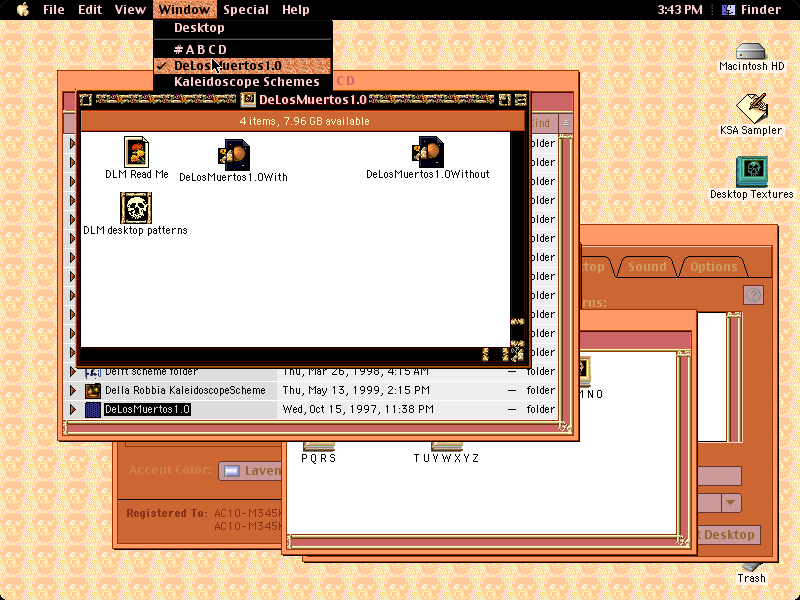 File Edit View Window Special Help 3:43 PM Finder
Desktop
# A B C D
✓ DeLosMuertos1.0
Kaleidoscope Schemes
C D
DeLosMuertos1.0
4 items, 7.96 GB available
Kind
DLM Read Me
DeLosMuertos1.0With
DeLosMuertos1.0Without
DLM desktop patterns
folder
folder
folder
folder
folder
folder
folder
folder
folder
folder
folder
folder
Delft scheme folder Thu, Mar 26, 1998, 4:15 AM — folder
Della Robbia KaleidoscopeScheme Thu, May 13, 1999, 2:15 PM — folder
DeLosMuertos1.0 Wed, Oct 15, 1997, 11:38 PM — folder
Macintosh HD
KSA Sampler
Desktop Textures
Trash
top Sound Options
rns:
?
M N O
P Q R S
T U V W X Y Z
Accent Color: Laven
Registered To: AC10-M345H
AC10-M345H
t Desktop